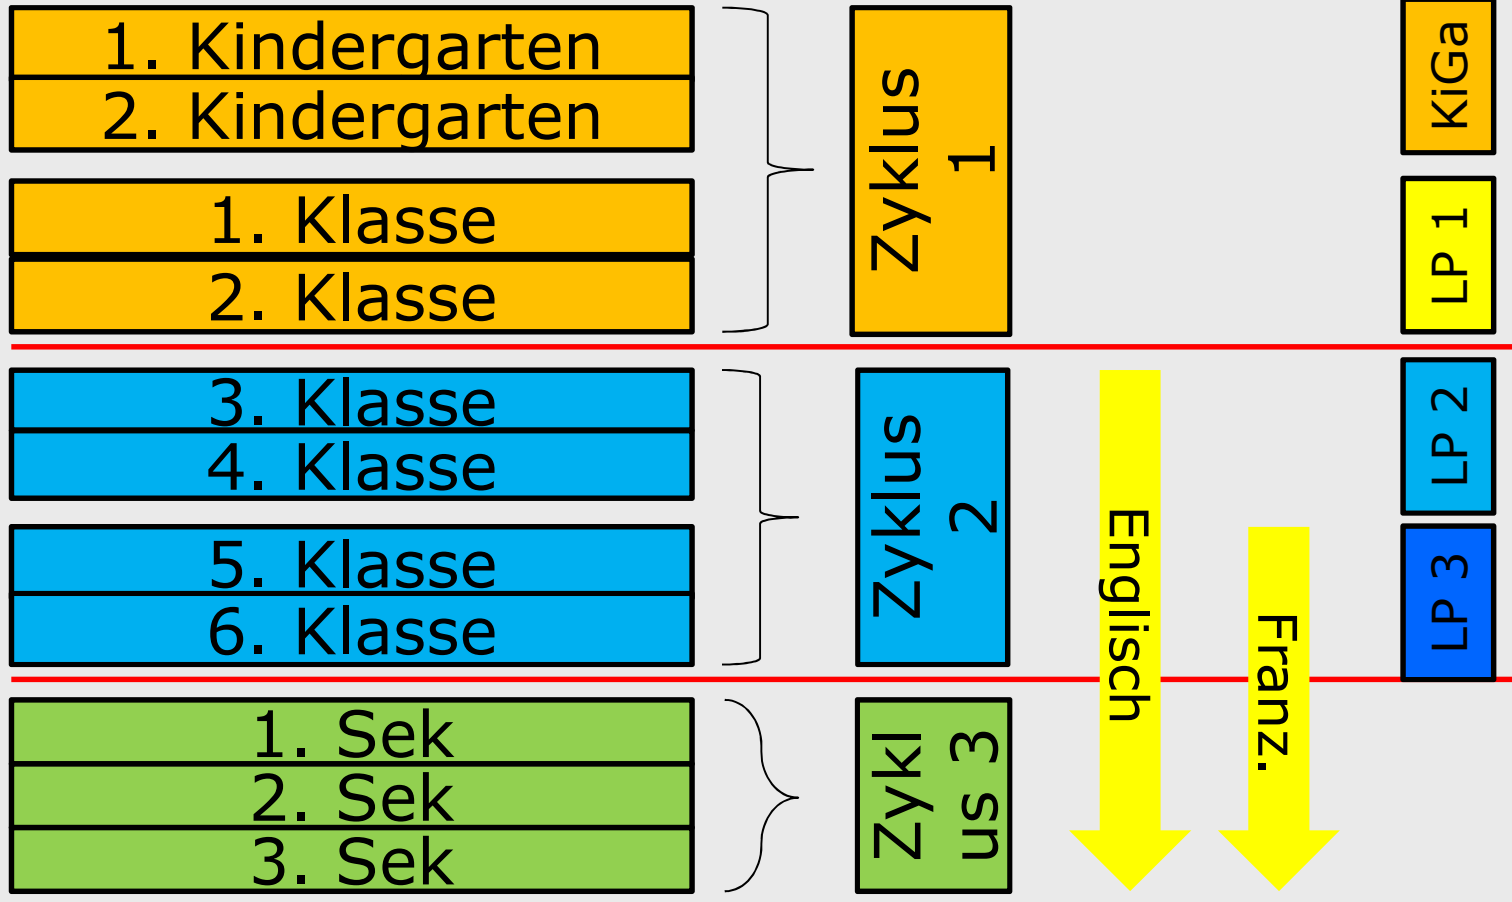 1. Kindergarten
2. Kindergarten
1. Klasse
2. Klasse
Zyklus
1
KiGa
LP 1
3. Klasse
4. Klasse
5. Klasse
6. Klasse
Zyklus
2
Englisch
Franz.
LP 2
LP 3
1. Sek
2. Sek
3. Sek
Zykl
us 3